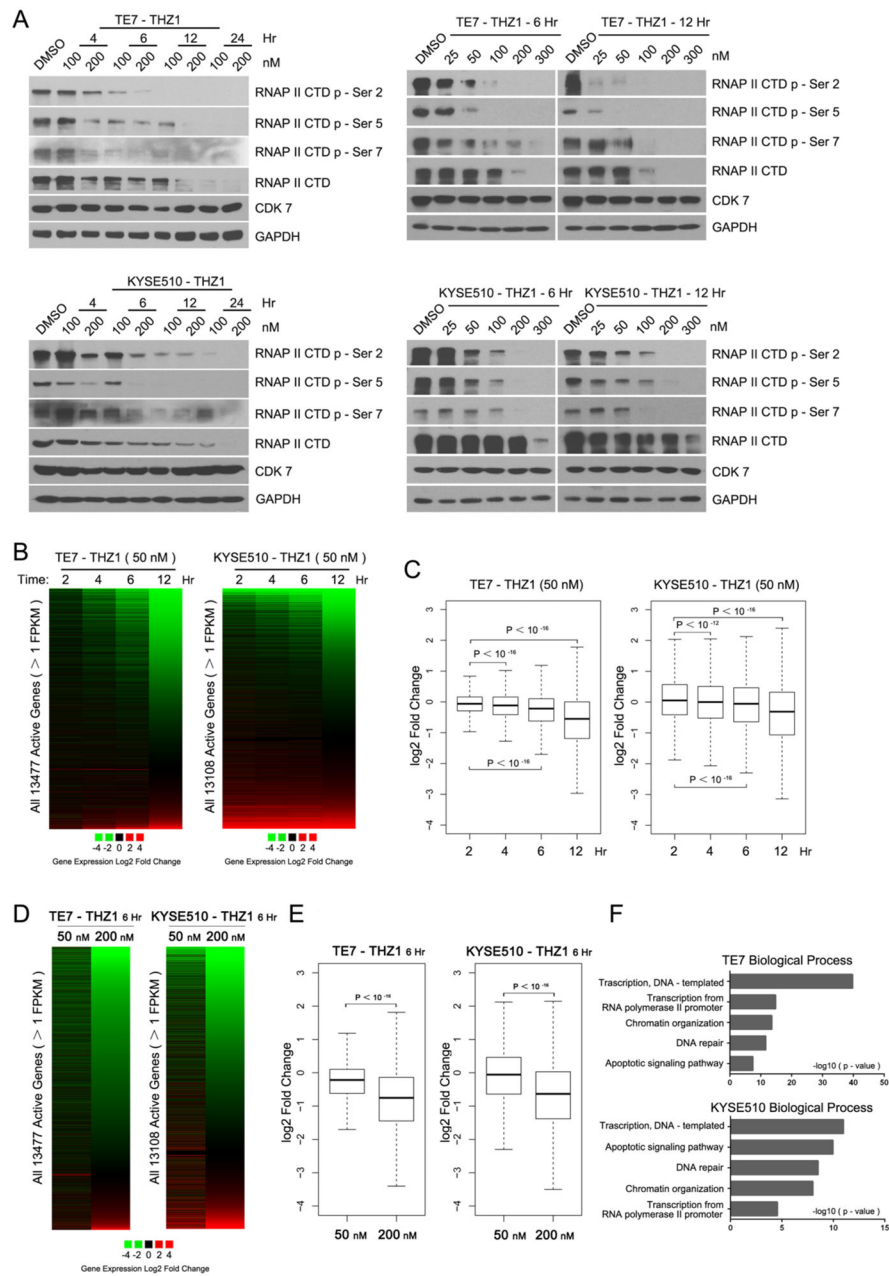 A
TE7 - THZ1
4 6 12 24 Hr
DMSO 100 200 100 200 100 200 100 200 nM
RNAP II CTD p - Ser 2
RNAP II CTD p - Ser 5
RNAP II CTD p - Ser 7
RNAP II CTD
CDK 7
GAPDH
TE7 - THZ1 - 6 Hr TE7 - THZ1 - 12 Hr
DMSO 25 50 100 200 300 DMSO 25 50 100 200 300 nM
RNAP II CTD p - Ser 2
RNAP II CTD p - Ser 5
RNAP II CTD p - Ser 7
RNAP II CTD
CDK 7
GAPDH
KYSE510 - THZ1
4 6 12 24 Hr
DMSO 100 200 100 200 100 200 100 200 nM
RNAP II CTD p - Ser 2
RNAP II CTD p - Ser 5
RNAP II CTD p - Ser 7
RNAP II CTD
CDK 7
GAPDH
KYSE510 - THZ1 - 6 Hr KYSE510 - THZ1 - 12 Hr
DMSO 25 50 100 200 300 DMSO 25 50 100 200 300 nM
RNAP II CTD p - Ser 2
RNAP II CTD p - Ser 5
RNAP II CTD p - Ser 7
RNAP II CTD
CDK 7
GAPDH
B
TE7 - THZ1 ( 50 nM ) KYSE510 - THZ1 ( 50 nM )
Time: 2 4 6 12 2 4 6 12 Hr
All 13477 Active Genes ( > 1 FPKM )
All 13108 Active Genes ( > 1 FPKM )
-4 -2 0 2 4
Gene Expression Log2 Fold Change
-4 -2 0 2 4
Gene Expression Log2 Fold Change
C
TE7 - THZ1 (50 nM)
log2 Fold Change
3
2
1
0
-1
-2
-3
-4
P < 10 -16
P < 10 -16
P < 10 -16
2 4 6 12 Hr
KYSE510 - THZ1 (50 nM)
log2 Fold Change
3
2
1
0
-1
-2
-3
-4
P < 10 -16
P < 10 -12
P < 10 -16
2 4 6 12 Hr
D
TE7 - THZ1 6 Hr KYSE510 - THZ1 6 Hr
50 nM 200 nM 50 nM 200 nM
All 13477 Active Genes ( > 1 FPKM )
All 13108 Active Genes ( > 1 FPKM )
-4 -2 0 2 4
Gene Expression Log2 Fold Change
E
TE7 - THZ1 6 Hr
log2 Fold Change
3
2
1
0
-1
-2
-3
-4
P < 10 -16
50 nM 200 nM
KYSE510 - THZ1 6 Hr
log2 Fold Change
3
2
1
0
-1
-2
-3
-4
P < 10 -16
50 nM 200 nM
F
TE7 Biological Process
Trascription, DNA - templated
Transcription from
RNA polymerase II promoter
Chromatin organization
DNA repair
Apoptotic signaling pathway
-log10 ( p - value )
0 10 20 30 40 50
KYSE510 Biological Process
Trascription, DNA - templated
Apoptotic signaling pathway
DNA repair
Chromatin organization
Transcription from
RNA polymerase II promoter
-log10 ( p - value )
0 5 10 15